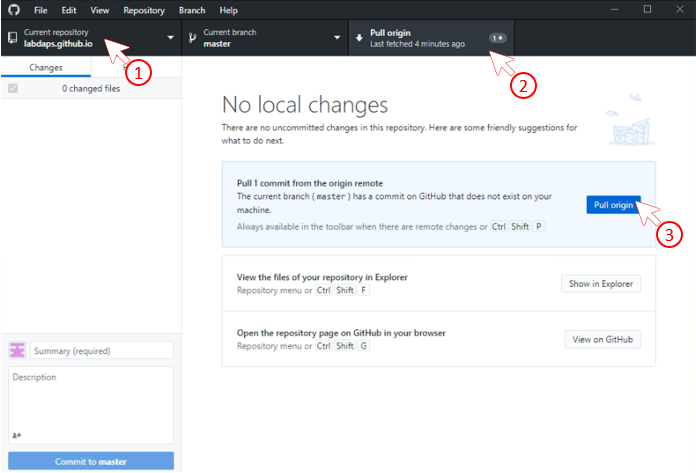 File Edit View Repository Branch Help
Current repository
labdaps.github.io
Current branch
master
Pull origin
Last fetched 4 minutes ago
1
1
2
Changes
0 changed files
No local changes
There are no uncommitted changes in this repository. Here are some friendly suggestions for
what to do next.
Pull 1 commit from the origin remote
The current branch (master) has a commit on GitHub that does not exist on your
machine.
Always available in the toolbar when there are remote changes or Ctrl Shift P
Pull origin
3
View the files of your repository in Explorer
Repository menu or Ctrl Shift F
Show in Explorer
Open the repository page on GitHub in your browser
Repository menu or Ctrl Shift G
View on GitHub
Summary (required)
Description
Commit to master